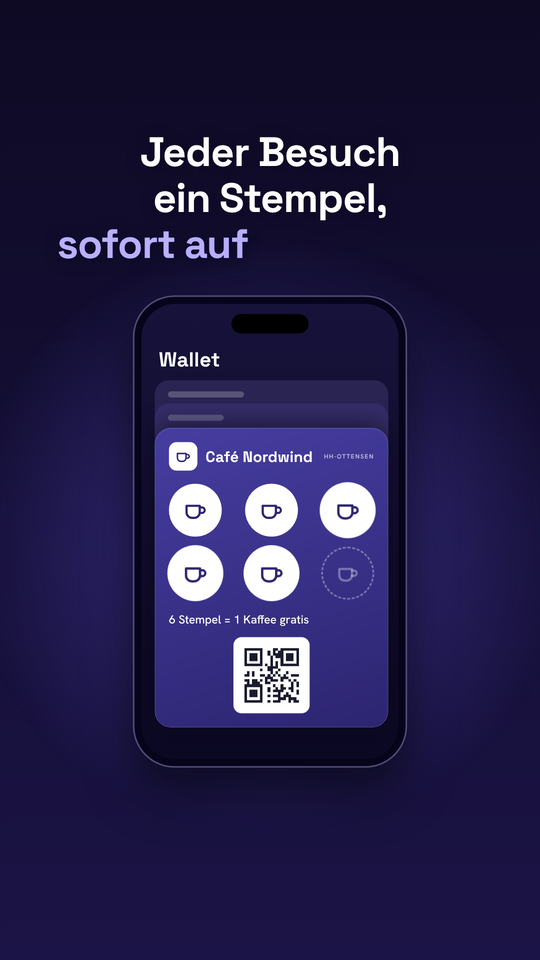 Jeder Besuch
ein Stempel,
sofort auf
Wallet
Café Nordwind
HH-OTTENSEN
6 Stempel = 1 Kaffee gratis